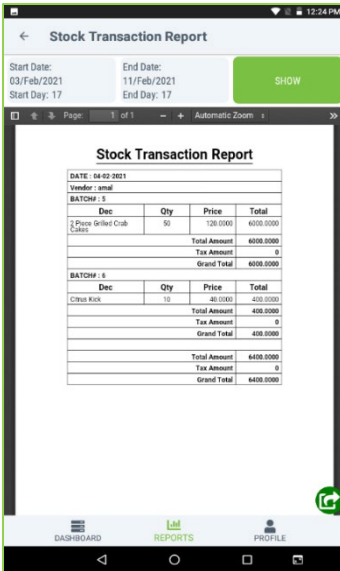 12:24 PM
Stock Transaction Report
Start Date:
03/Feb/2021
Start Day: 17
End Date:
11/Feb/2021
End Day: 17
SHOW
Page: 1 of 1 − + Automatic Zoom
Stock Transaction Report
DATE : 04-02-2021
Vendor : amal
BATCH# : 5
Dec Qty Price Total
2 Piece Grilled Crab Cakes 50 120.0000 6000.0000
Total Amount 6000.0000
Tax Amount 0
Grand Total 6000.0000
BATCH# : 6
Dec Qty Price Total
Citrus Kick 10 40.0000 400.0000
Total Amount 400.0000
Tax Amount 0
Grand Total 400.0000
Total Amount 6400.0000
Tax Amount 0
Grand Total 6400.0000
DASHBOARD REPORTS PROFILE